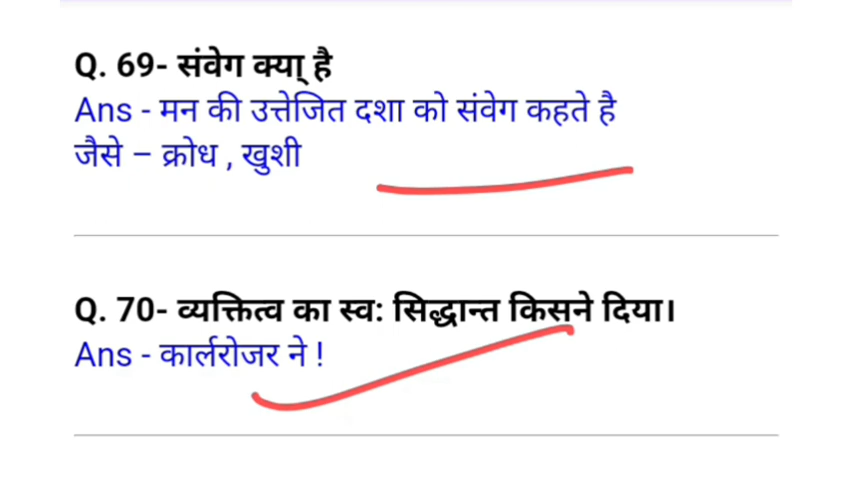 Q. 69- संवेग क्या् है
Ans - मन की उत्तेजित दशा को संवेग कहते है
जैसे – क्रोध , खुशी
Q. 70- व्यक्तित्व का स्व: सिद्धान्त किसने दिया।
Ans - कार्लरोजर ने !